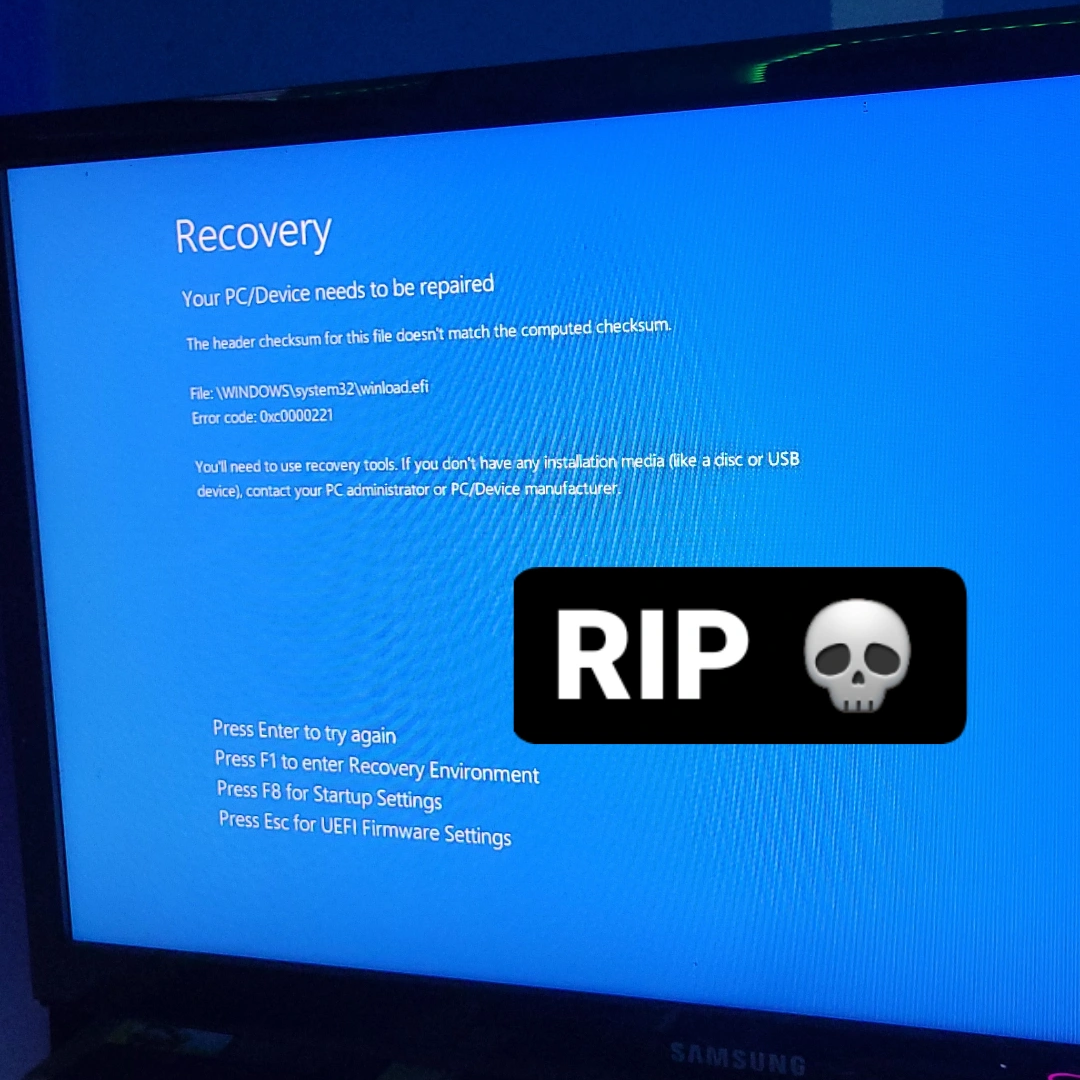 Recovery
Your PC/Device needs to be repaired
The header checksum for this file doesn't match the computed checksum.
File: \WINDOWS\system32\winload.efi
Error code: 0xc0000221
You'll need to use recovery tools. If you don't have any installation media (like a disc or USB
device), contact your PC administrator or PC/Device manufacturer.
RIP 💀
Press Enter to try again
Press F1 to enter Recovery Environment
Press F8 for Startup Settings
Press Esc for UEFI Firmware Settings
SAMSUNG